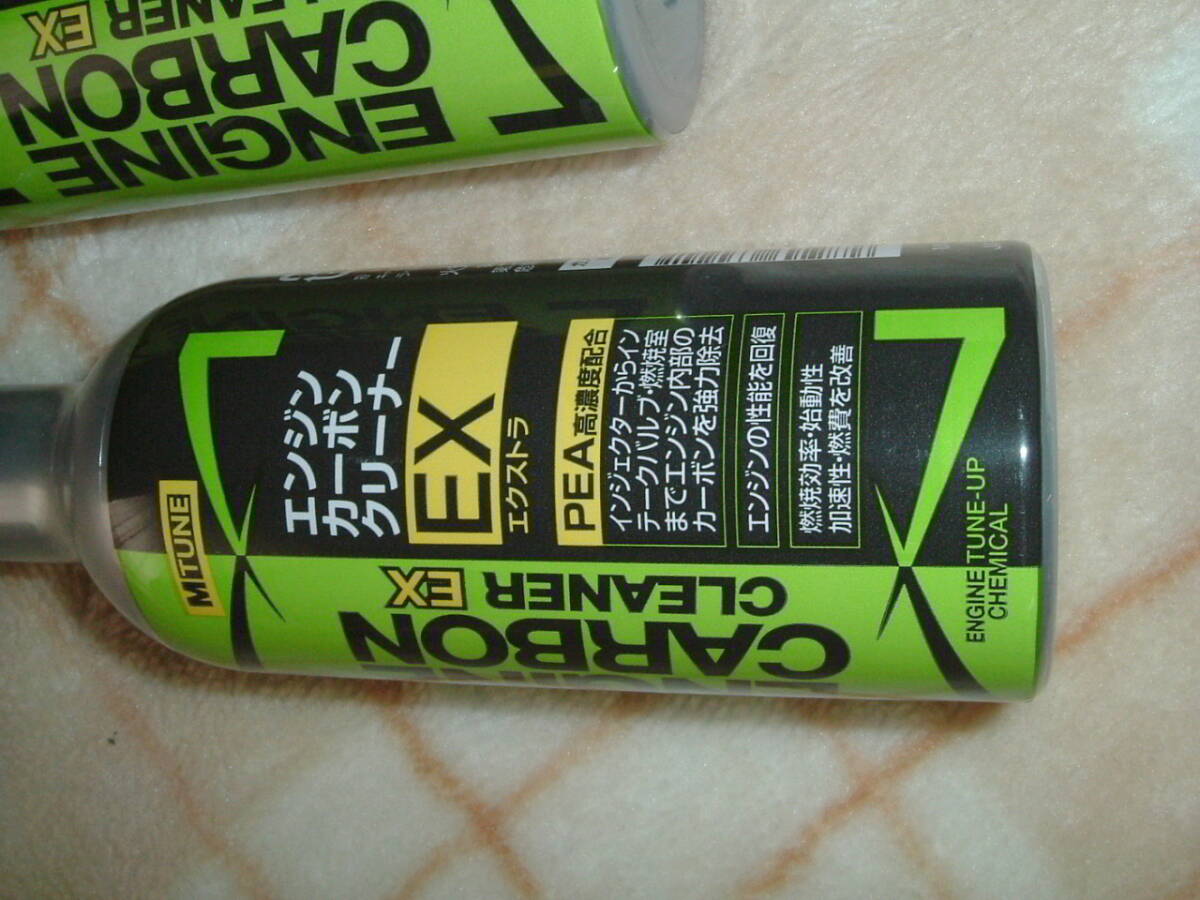 ENGINE
CARBON
CLEANER EX
MTUNE
エンジン
カーボン
クリーナー
EX
エクストラ
PEA高濃度配合
インジェクターからイン
テークバルブ・燃焼室
までエンジン内部の
カーボンを強力除去
エンジンの性能を回復
燃焼効率・始動性
加速性・燃費を改善
CARBON
CLEANER EX
ENGINE TUNE-UP
CHEMICAL